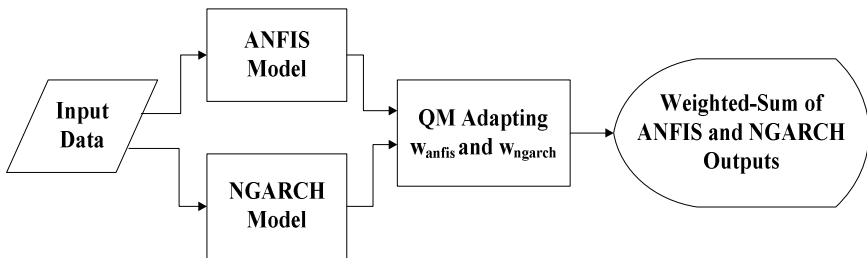 Input
Data
ANFIS
Model
NGARCH
Model
QM Adapting
wanfis and wngarch
Weighted-Sum of
ANFIS and NGARCH
Outputs